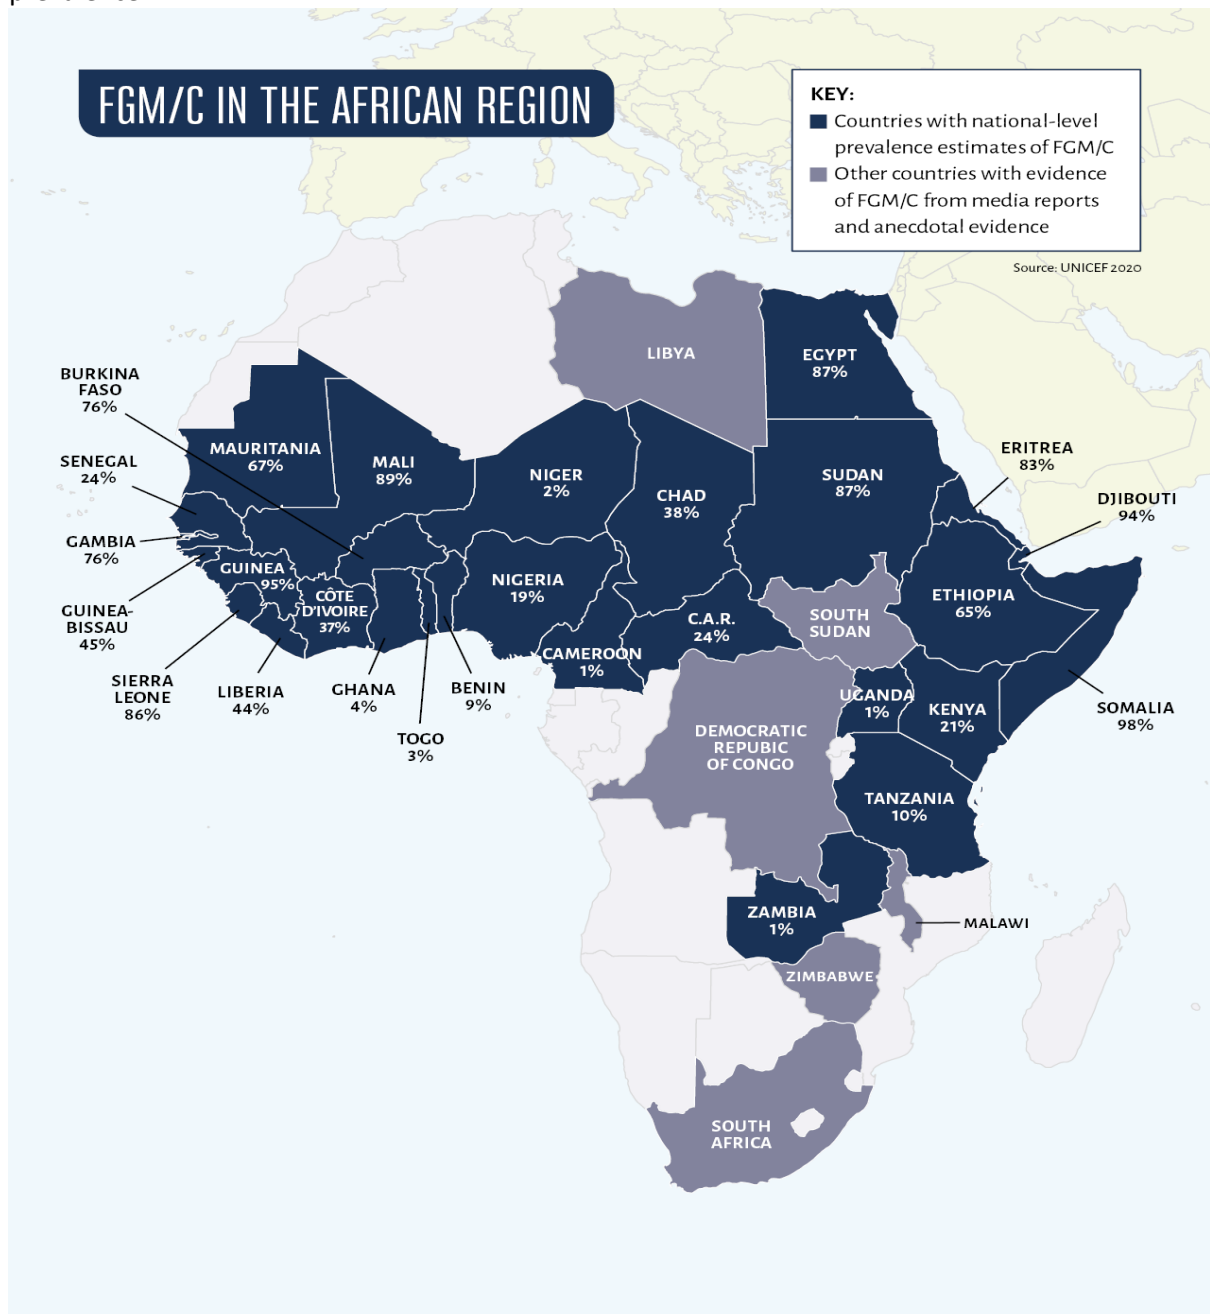 FGM/C IN THE AFRICAN REGION
KEY:
Countries with national-level
prevalence estimates of FGM/C
Other countries with evidence
of FGM/C from media reports
and anecdotal evidence
Source: UNICEF 2020
LIBYA
EGYPT
87%
BURKINA
FASO
76%
MAURITANIA
67%
MALI
89%
NIGER
2%
CHAD
38%
SUDAN
87%
ERITREA
83%
SENEGAL
24%
DJIBOUTI
94%
GAMBIA
76%
GUINEA
95%
CÔTE
D'IVOIRE
37%
NIGERIA
19%
C.A.R.
24%
SOUTH
SUDAN
ETHIOPIA
65%
GUINEA-
BISSAU
45%
CAMEROON
1%
SIERRA
LEONE
86%
LIBERIA
44%
GHANA
4%
TOGO
3%
BENIN
9%
UGANDA
1%
KENYA
21%
SOMALIA
98%
DEMOCRATIC
REPUBIC
OF CONGO
TANZANIA
10%
ZAMBIA
1%
MALAWI
ZIMBABWE
SOUTH
AFRICA